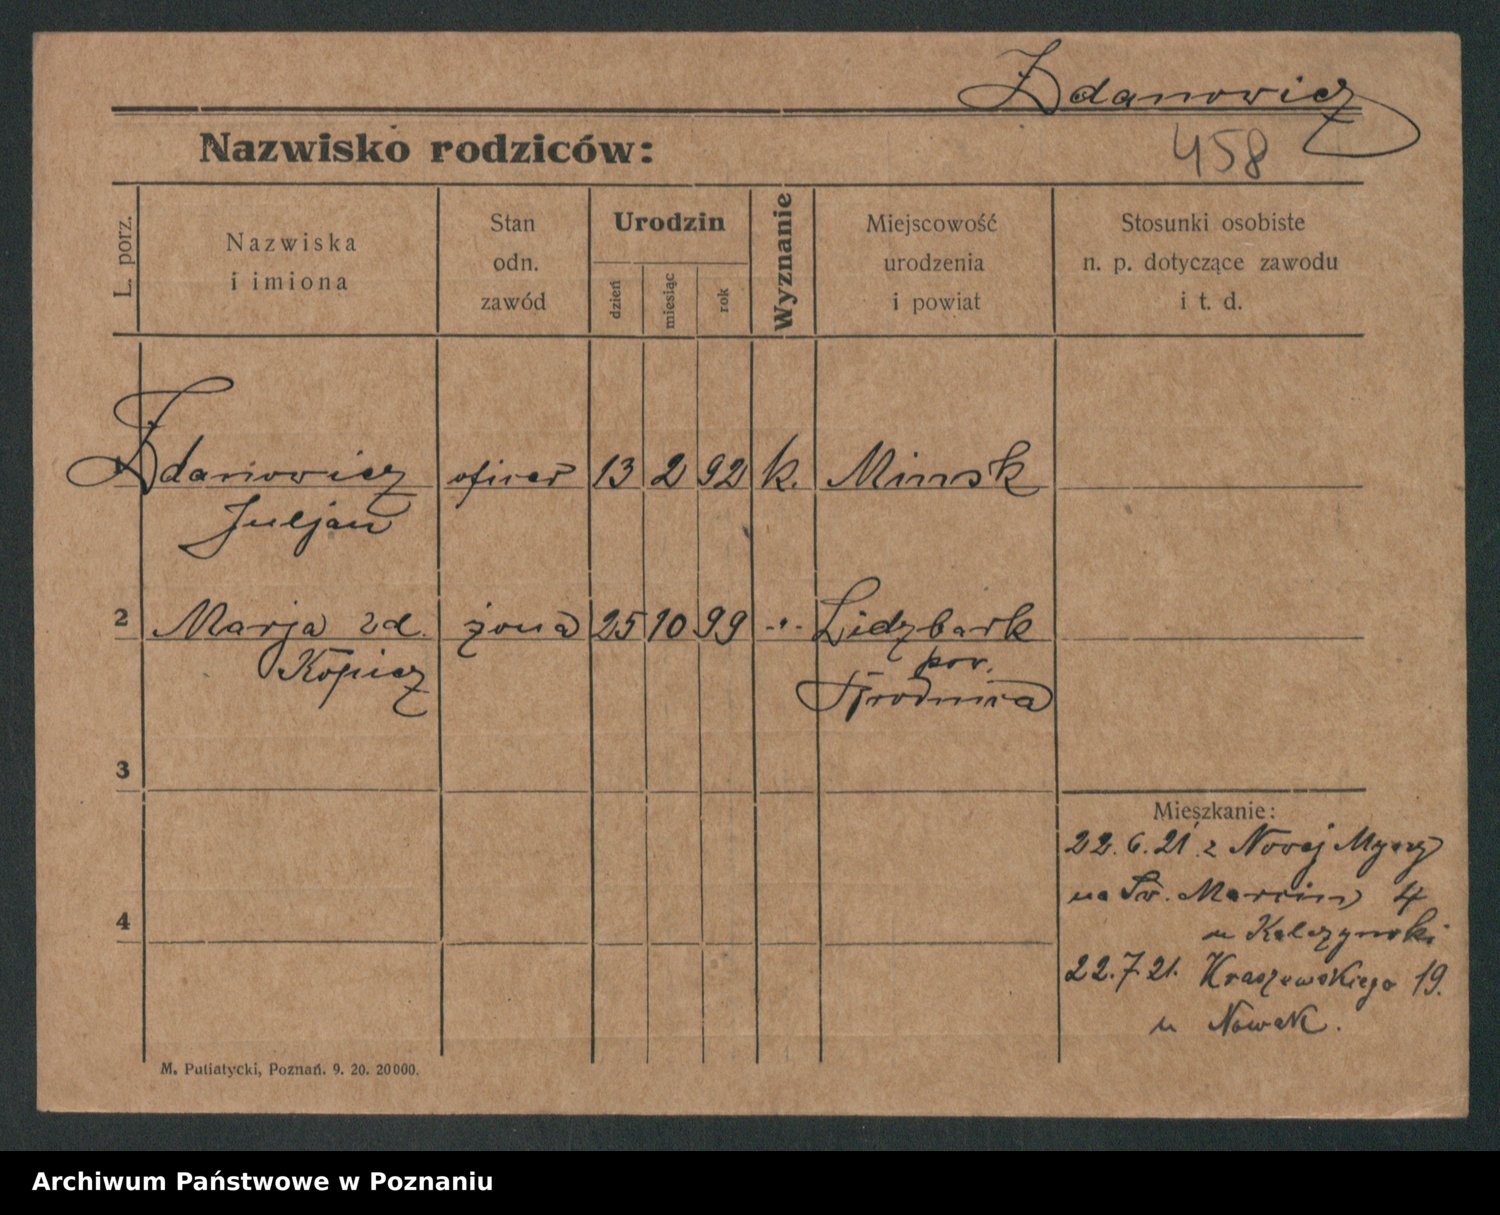 Zdanowicz
458
Nazwisko rodziców:
L. porz.
Nazwiska
i imiona
Stan
odn.
zawód
Urodzin
dzień
miesiąc
rok
Wyznanie
Miejscowość
urodzenia
i powiat
Stosunki osobiste
n. p. dotyczące zawodu
i t. d.
Zdanowicz oficer 13 2 92 k. Minsk
Juljan
2 Marja zd. żona 25 10 99 -"- Lidzbark
Kopicz pow.
Brodnica
3
Mieszkanie:
22.6.21 z Nowej
na Św. Marcin 4
4
u
22.7.21. Kraszewskiego 19.
u Nowak.
M. Putiatycki, Poznań. 9. 20. 20000.
Archiwum Państwowe w Poznaniu